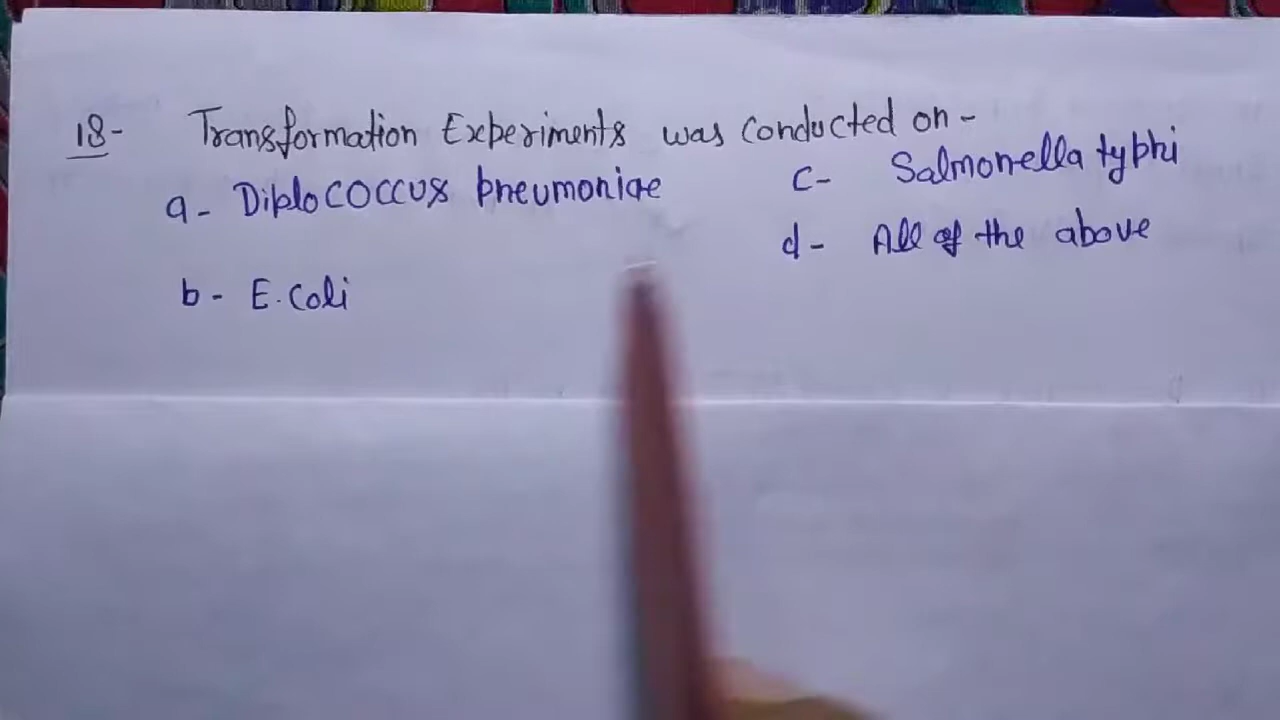 18- Transformation Experiments was conducted on-
a- Diplococcus pneumoniae
b- E. Coli
c- Salmonella typhi
d- All of the above